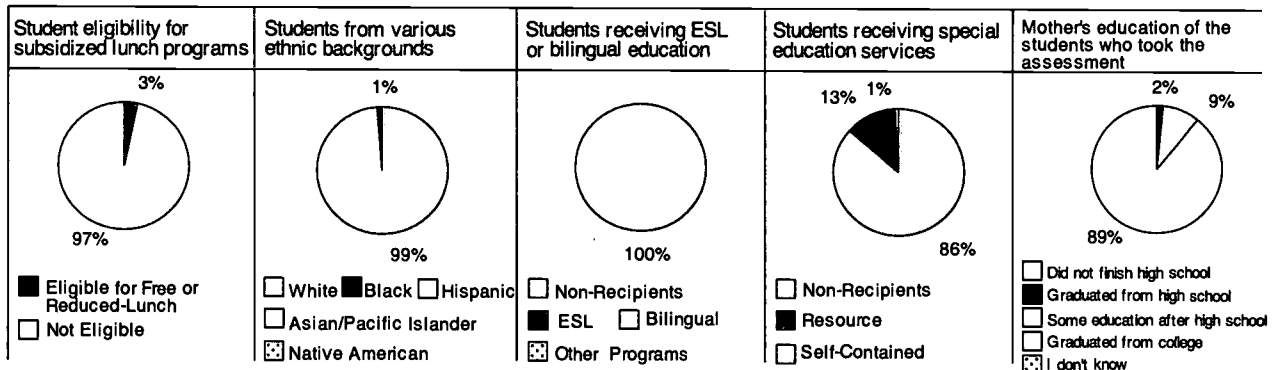 Student eligibility for
subsidized lunch programs
3%
97%
Eligible for Free or
Reduced-Lunch
Not Eligible
Students from various
ethnic backgrounds
1%
99%
White Black Hispanic
Asian/Pacific Islander
Native American
Students receiving ESL
or bilingual education
100%
Non-Recipients
ESL Bilingual
Other Programs
Students receiving special
education services
13% 1%
86%
Non-Recipients
Resource
Self-Contained
Mother's education of the
students who took the
assessment
2% 9%
89%
Did not finish high school
Graduated from high school
Some education after high school
Graduated from college
I don't know